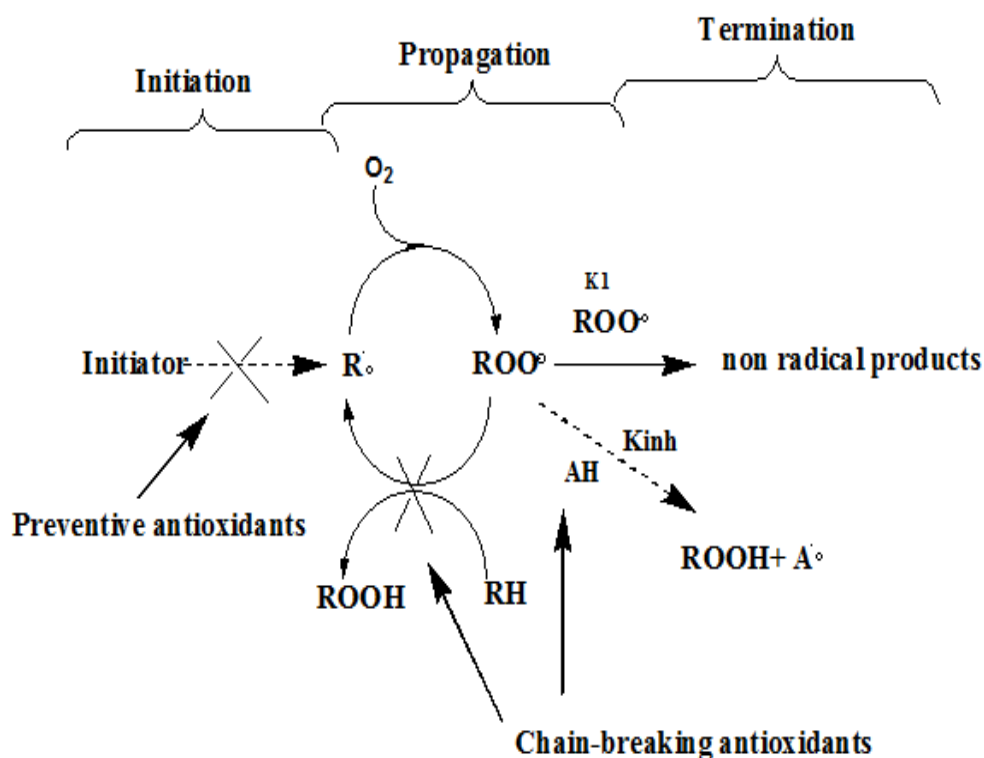 Termination
Propagation
Initiation
O₂
K1
ROO°
Initiator
R°
ROO°
non radical products
Kinh
AH
Preventive antioxidants
ROOH+ A°
ROOH
RH
Chain-breaking antioxidants